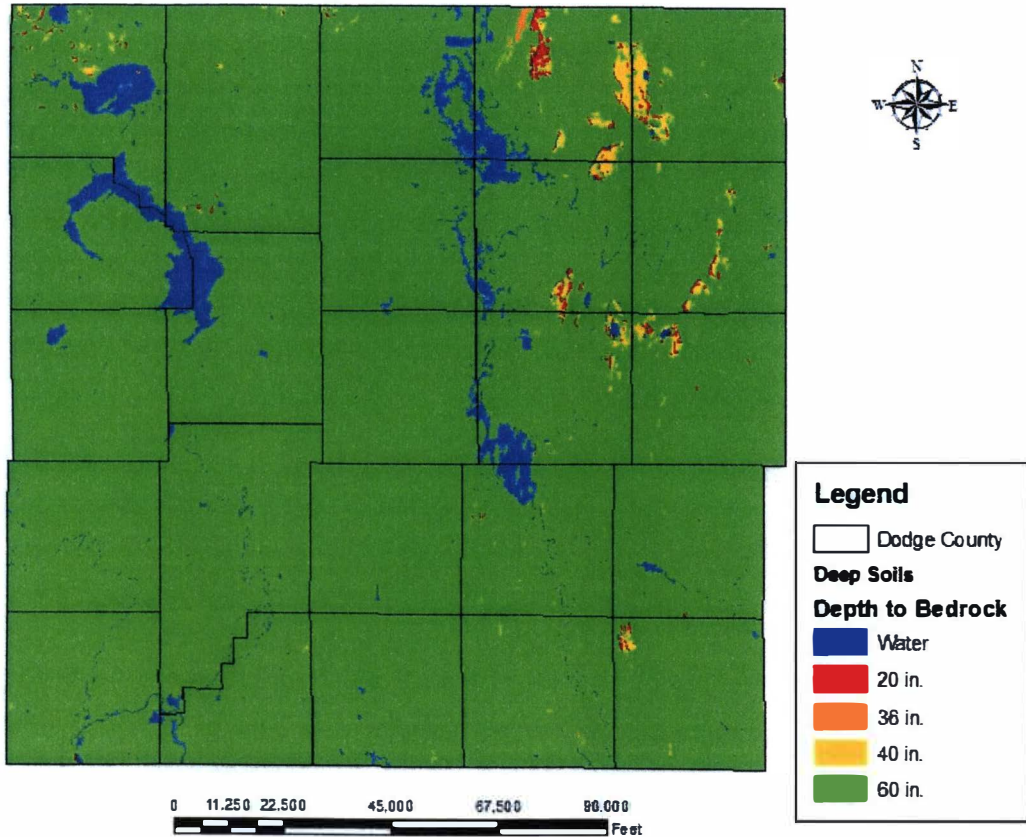 N
W E
S
Legend
Dodge County
Deep Soils
Depth to Bedrock
Water
20 in.
36 in.
40 in.
60 in.
0 11,250 22,500 45,000 67,500 90,000
Feet